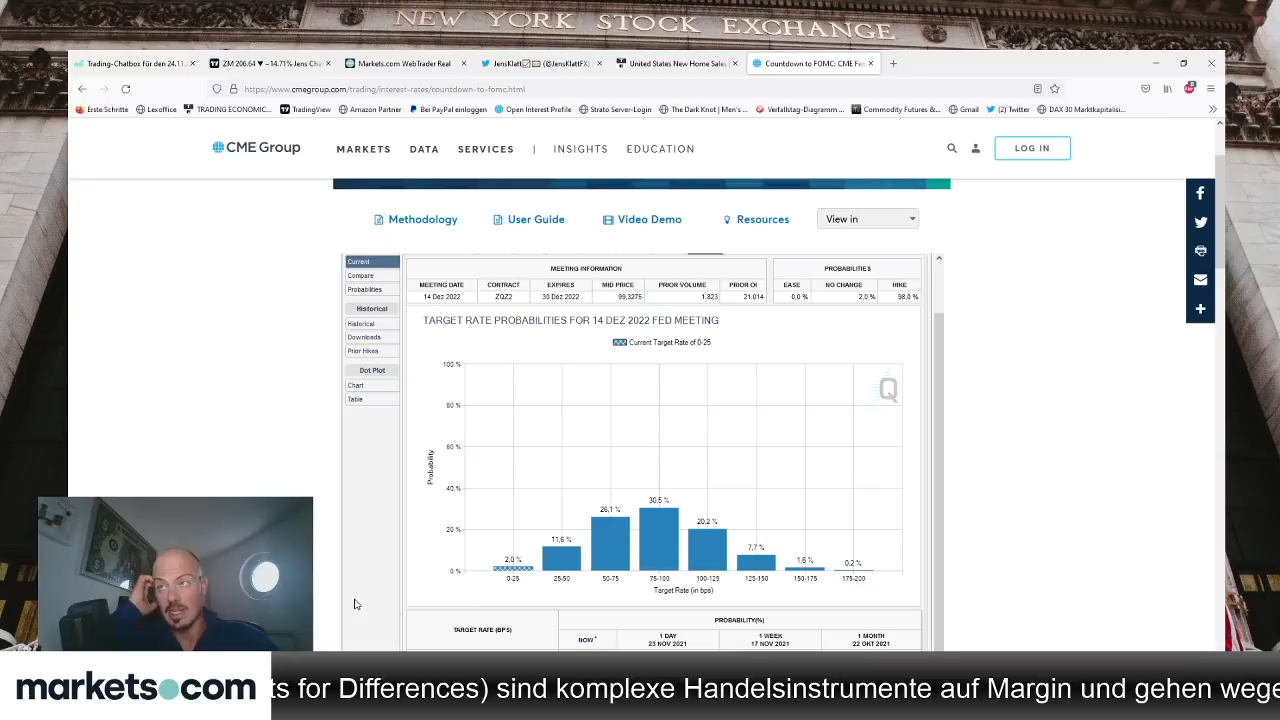 NEW YORK STOCK EXCHANGE
Trading-Chatbox für den 24.11. ZM 206.64 ▼ −14.71% Jens Cha Markets.com WebTrader Real JensKlatt (@JensKlattFX) United States New Home Sales | Countdown to FOMC: CME Fe
https://www.cmegroup.com/trading/interest-rates/countdown-to-fomc.html
Erste Schritte Lexoffice TRADING ECONOMIC... TradingView Amazon Partner Bei PayPal einloggen Open Interest Profile Strato Server-Login The Dark Knot | Men's ... Verfallstag-Diagramm ... Commodity Futures &... Gmail Twitter DAX 30 Marktkapitalisi...
CME Group MARKETS DATA SERVICES | INSIGHTS EDUCATION LOG IN
Methodology User Guide Video Demo Resources View in
Current
Compare
Probabilities
Historical
Historical
Downloads
Prior Hikes
Dot Plot
Chart
Table
MEETING INFORMATION
MEETING DATE CONTRACT EXPIRES MID PRICE PRIOR VOLUME PRIOR OI
14 Dez 2022 ZQZ2 30 Dez 2022 99,3275 1.823 21.014
PROBABILITIES
EASE NO CHANGE HIKE
0,0 % 2,0 % 98,0 %
TARGET RATE PROBABILITIES FOR 14 DEZ 2022 FED MEETING
Current Target Rate of 0-25
Q
100 %
80 %
60 %
40 %
20 %
0 %
Probability
2,0 % 11,6 % 26,1 % 30,5 % 20,2 % 7,7 % 1,6 % 0,2 %
0-25 25-50 50-75 75-100 100-125 125-150 150-175 175-200
Target Rate (in bps)
TARGET RATE (BPS)
PROBABILITY(%)
NOW * 1 DAY 1 WEEK 1 MONTH
23 NOV 2021 17 NOV 2021 22 OKT 2021
markets.com
ts for Differences) sind komplexe Handelsinstrumente auf Margin und gehen wege